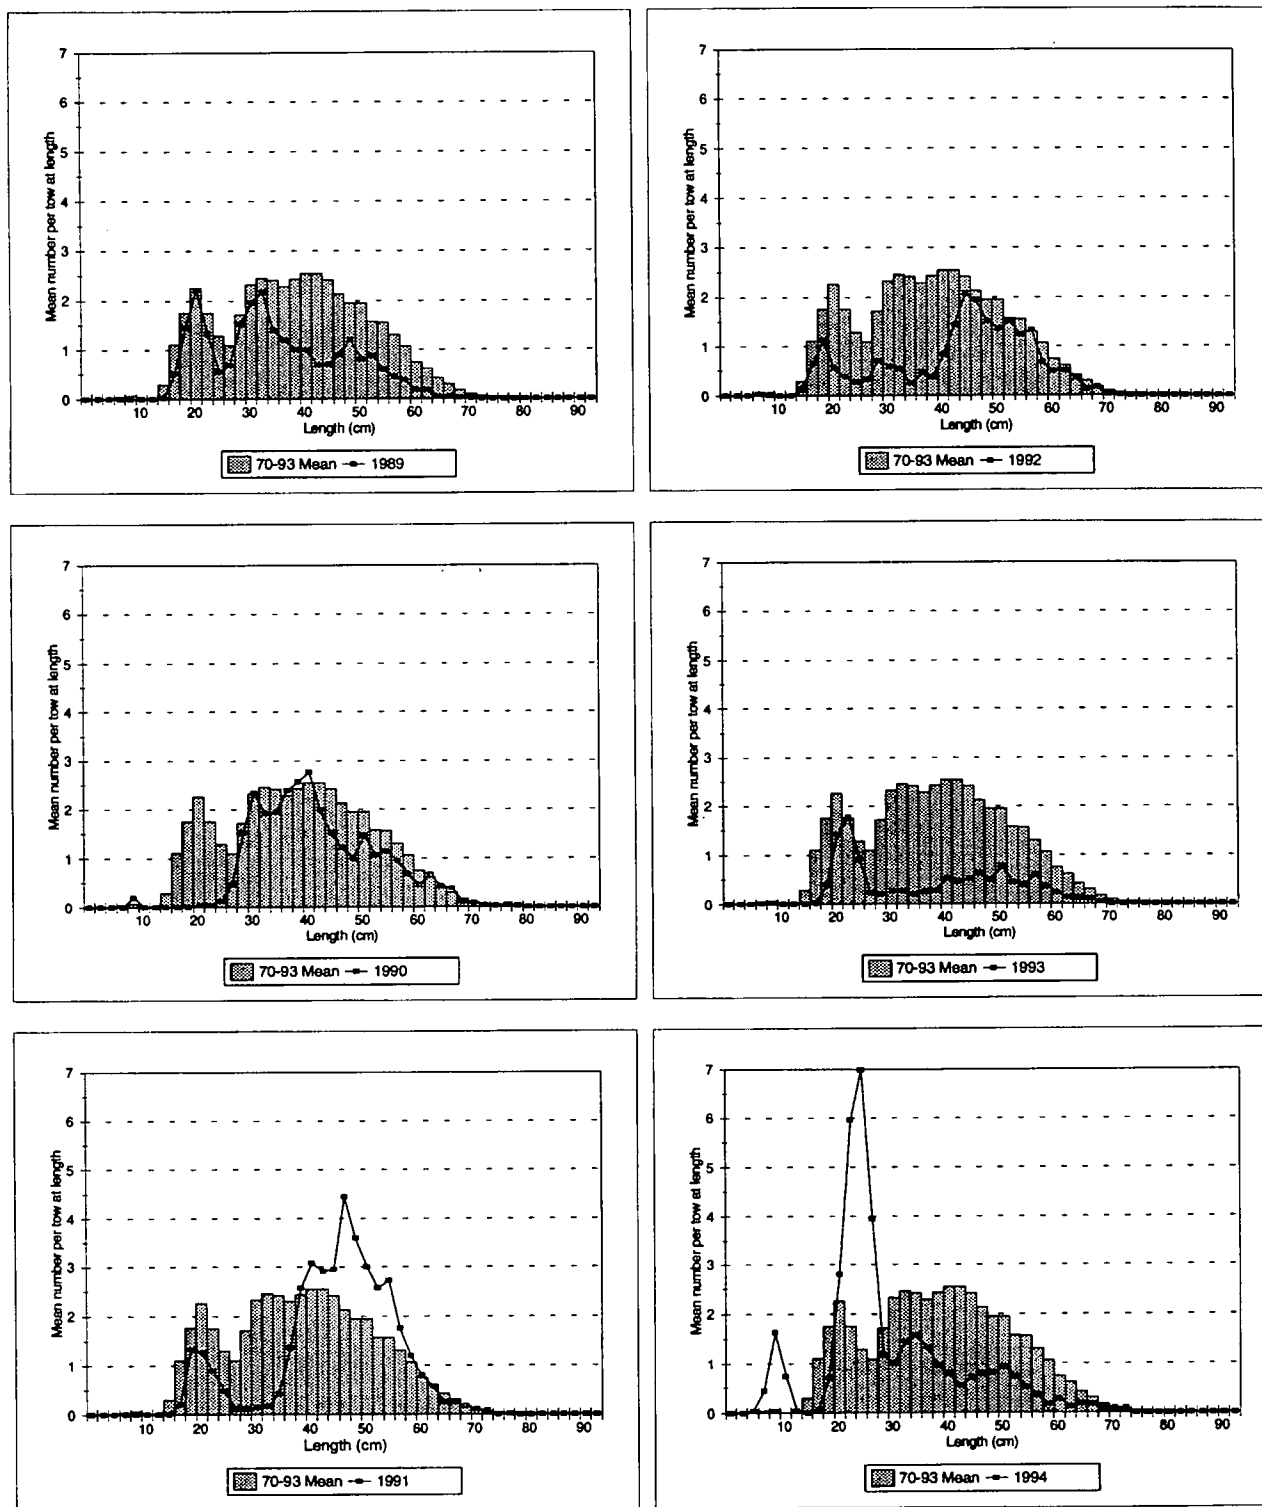 7
6
5
4
3
2
1
0
Mean number per tow at length
10 20 30 40 50 60 70 80 90
Length (cm)
70-93 Mean 1989
7
6
5
4
3
2
1
0
Mean number per tow at length
10 20 30 40 50 60 70 80 90
Length (cm)
70-93 Mean 1992
7
6
5
4
3
2
1
0
Mean number per tow at length
10 20 30 40 50 60 70 80 90
Length (cm)
70-93 Mean 1990
7
6
5
4
3
2
1
0
Mean number per tow at length
10 20 30 40 50 60 70 80 90
Length (cm)
70-93 Mean 1993
7
6
5
4
3
2
1
0
Mean number per tow at length
10 20 30 40 50 60 70 80 90
Length (cm)
70-93 Mean 1991
7
6
5
4
3
2
1
0
Mean number per tow at length
10 20 30 40 50 60 70 80 90
Length (cm)
70-93 Mean 1994